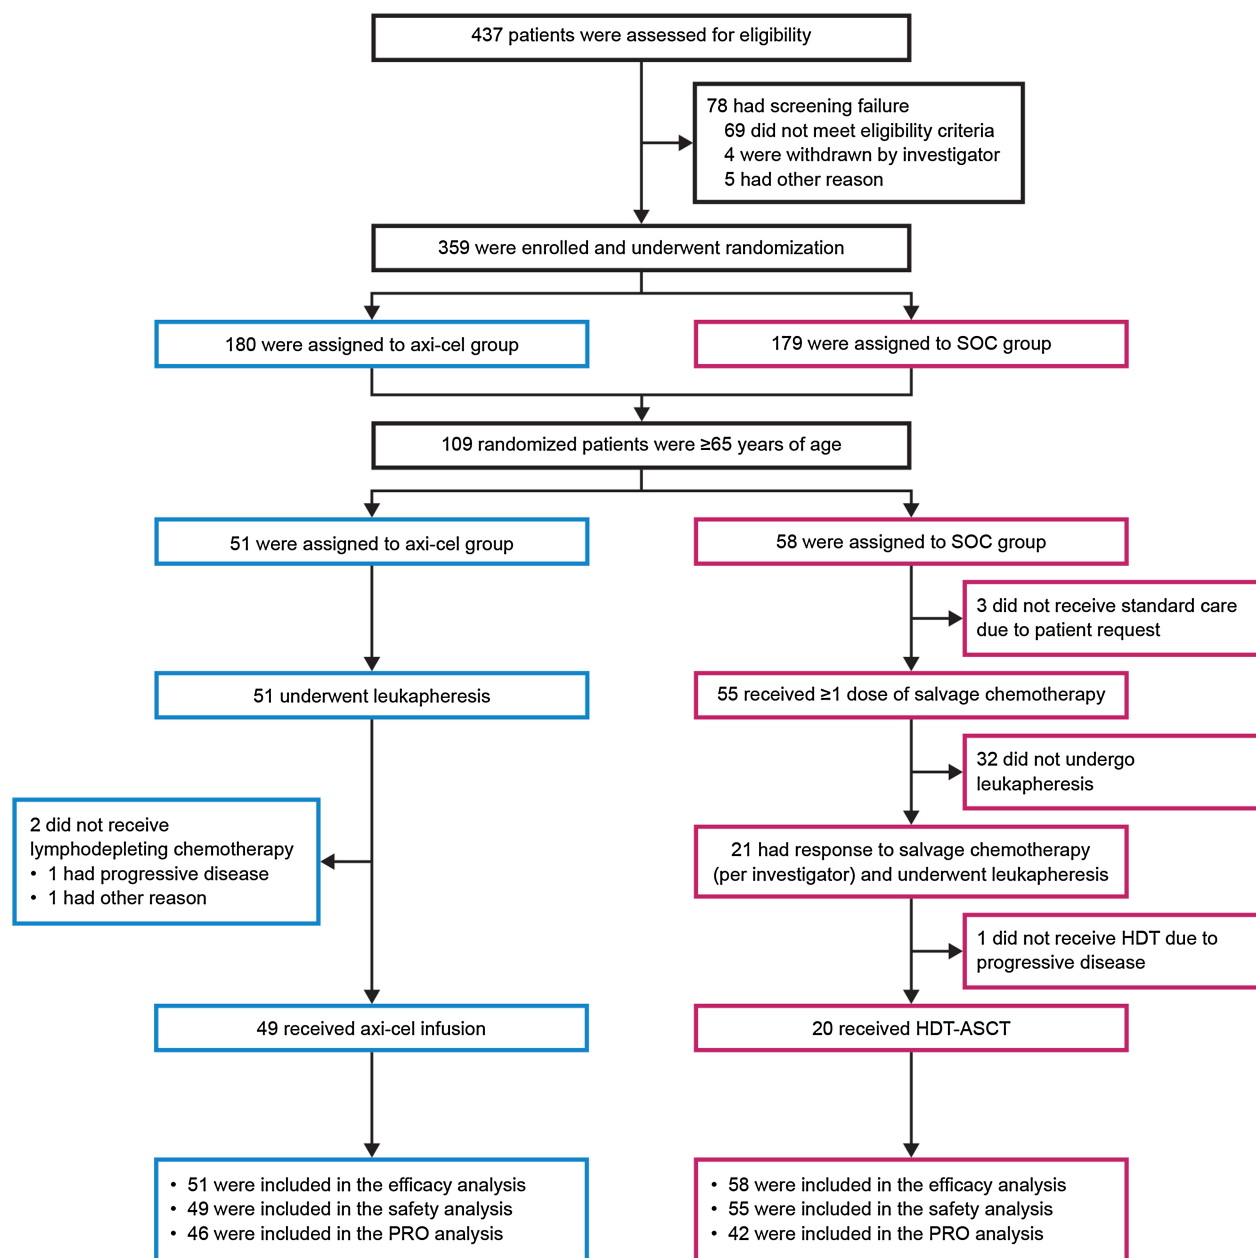 437 patients were assessed for eligibility
78 had screening failure
69 did not meet eligibility criteria
4 were withdrawn by investigator
5 had other reason
359 were enrolled and underwent randomization
180 were assigned to axi-cel group
179 were assigned to SOC group
109 randomized patients were ≥65 years of age
51 were assigned to axi-cel group
58 were assigned to SOC group
3 did not receive standard care
due to patient request
51 underwent leukapheresis
55 received ≥1 dose of salvage chemotherapy
32 did not undergo
leukapheresis
2 did not receive
lymphodepleting chemotherapy
• 1 had progressive disease
• 1 had other reason
21 had response to salvage chemotherapy
(per investigator) and underwent leukapheresis
1 did not receive HDT due to
progressive disease
49 received axi-cel infusion
20 received HDT-ASCT
• 51 were included in the efficacy analysis
• 49 were included in the safety analysis
• 46 were included in the PRO analysis
• 58 were included in the efficacy analysis
• 55 were included in the safety analysis
• 42 were included in the PRO analysis